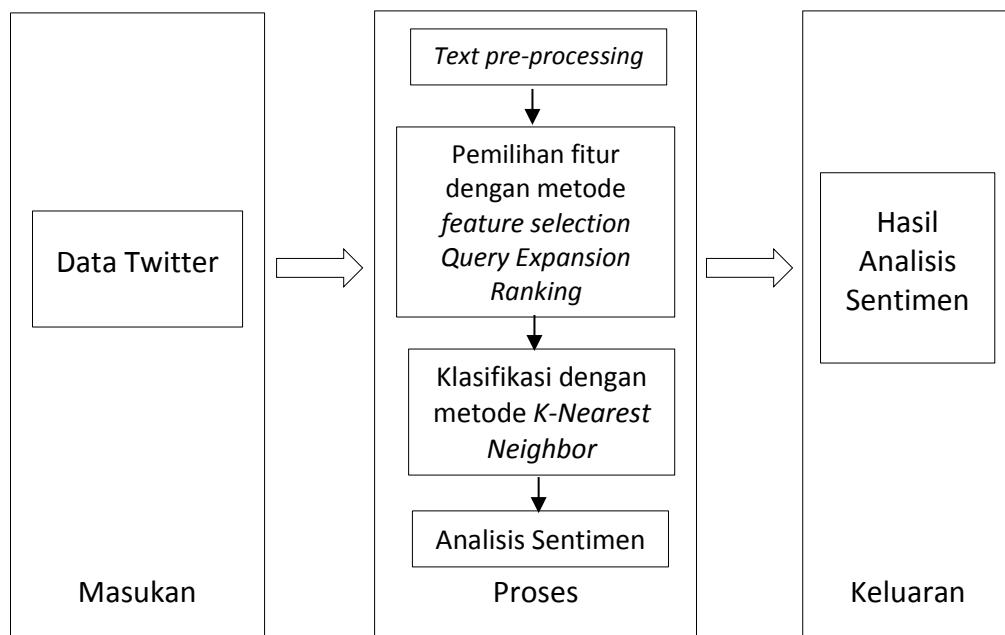 Data Twitter
Masukan
Text pre-processing
Pemilihan fitur
dengan metode
feature selection
Query Expansion
Ranking
Klasifikasi dengan
metode K-Nearest
Neighbor
Analisis Sentimen
Proses
Hasil
Analisis
Sentimen
Keluaran